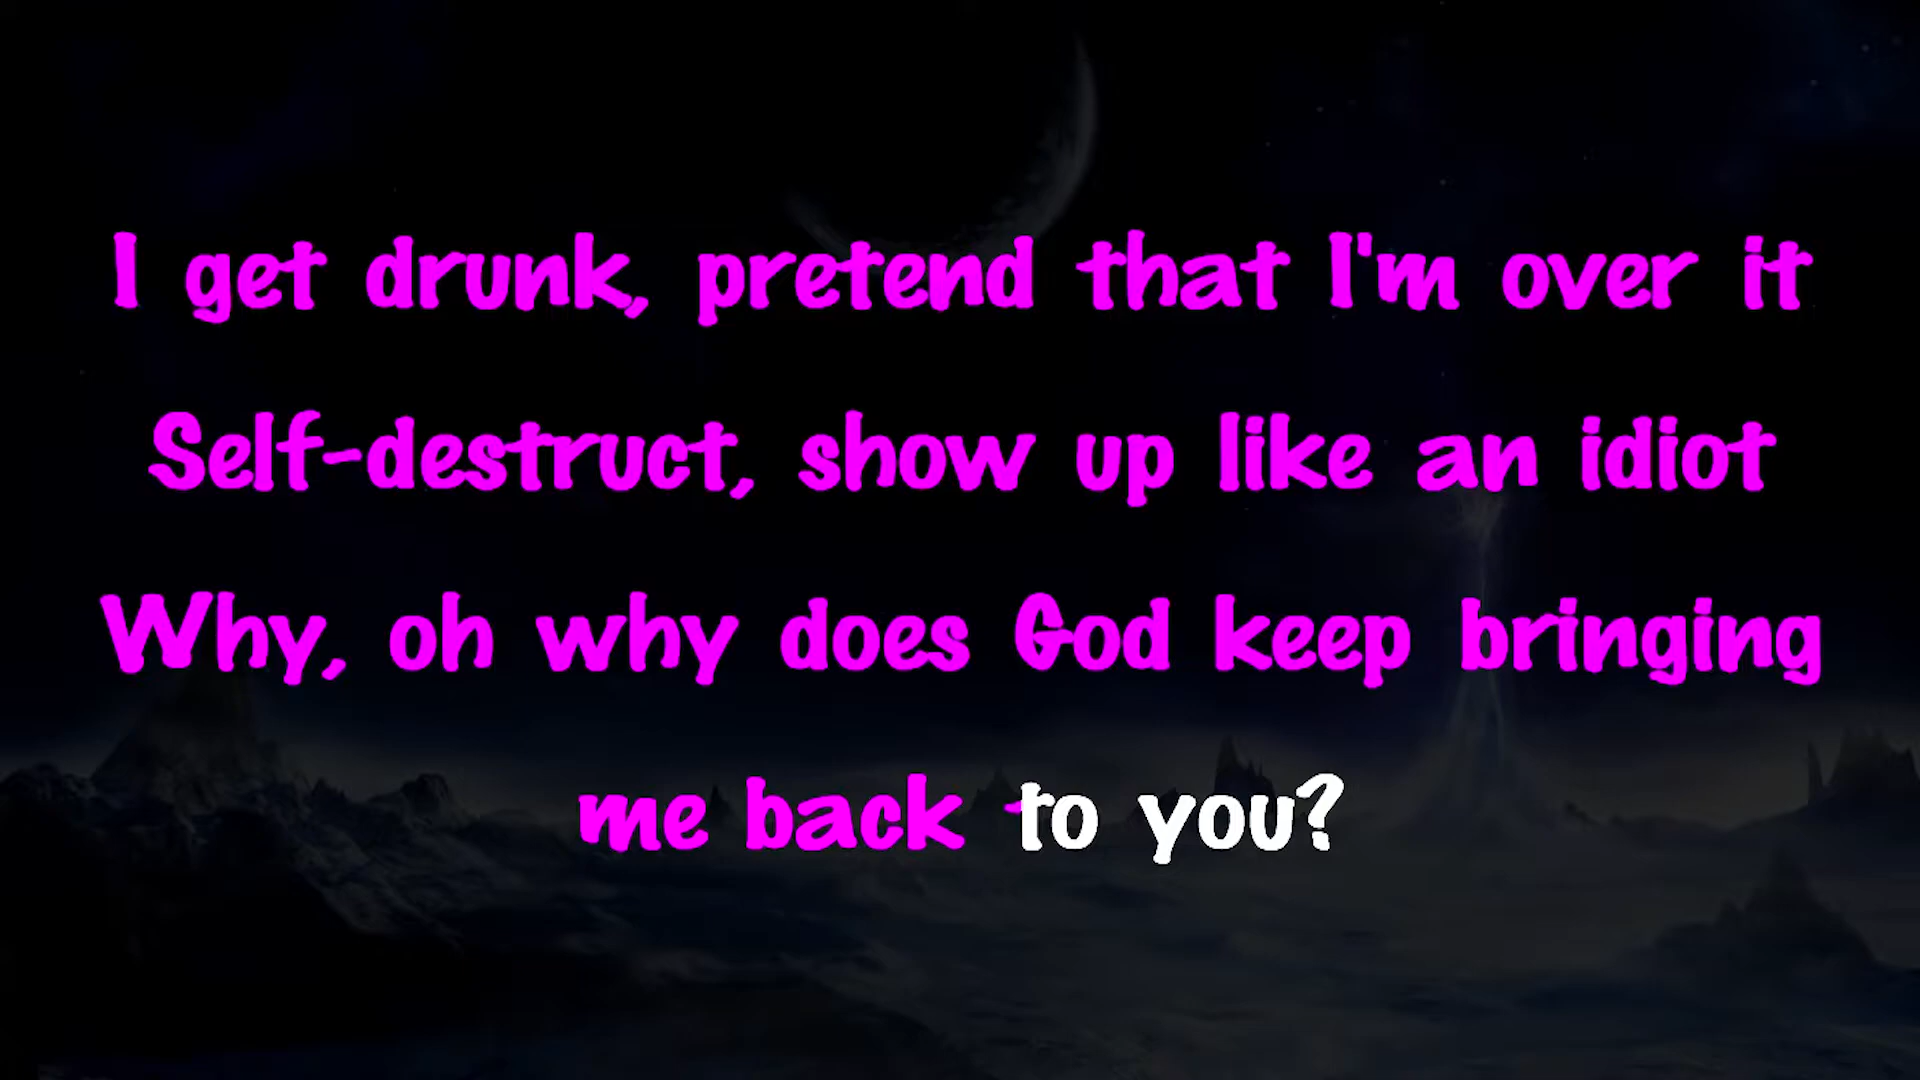 I get drunk, pretend that I'm over it
Self-destruct, show up like an idiot
Why, oh why does God keep bringing
me back to you?